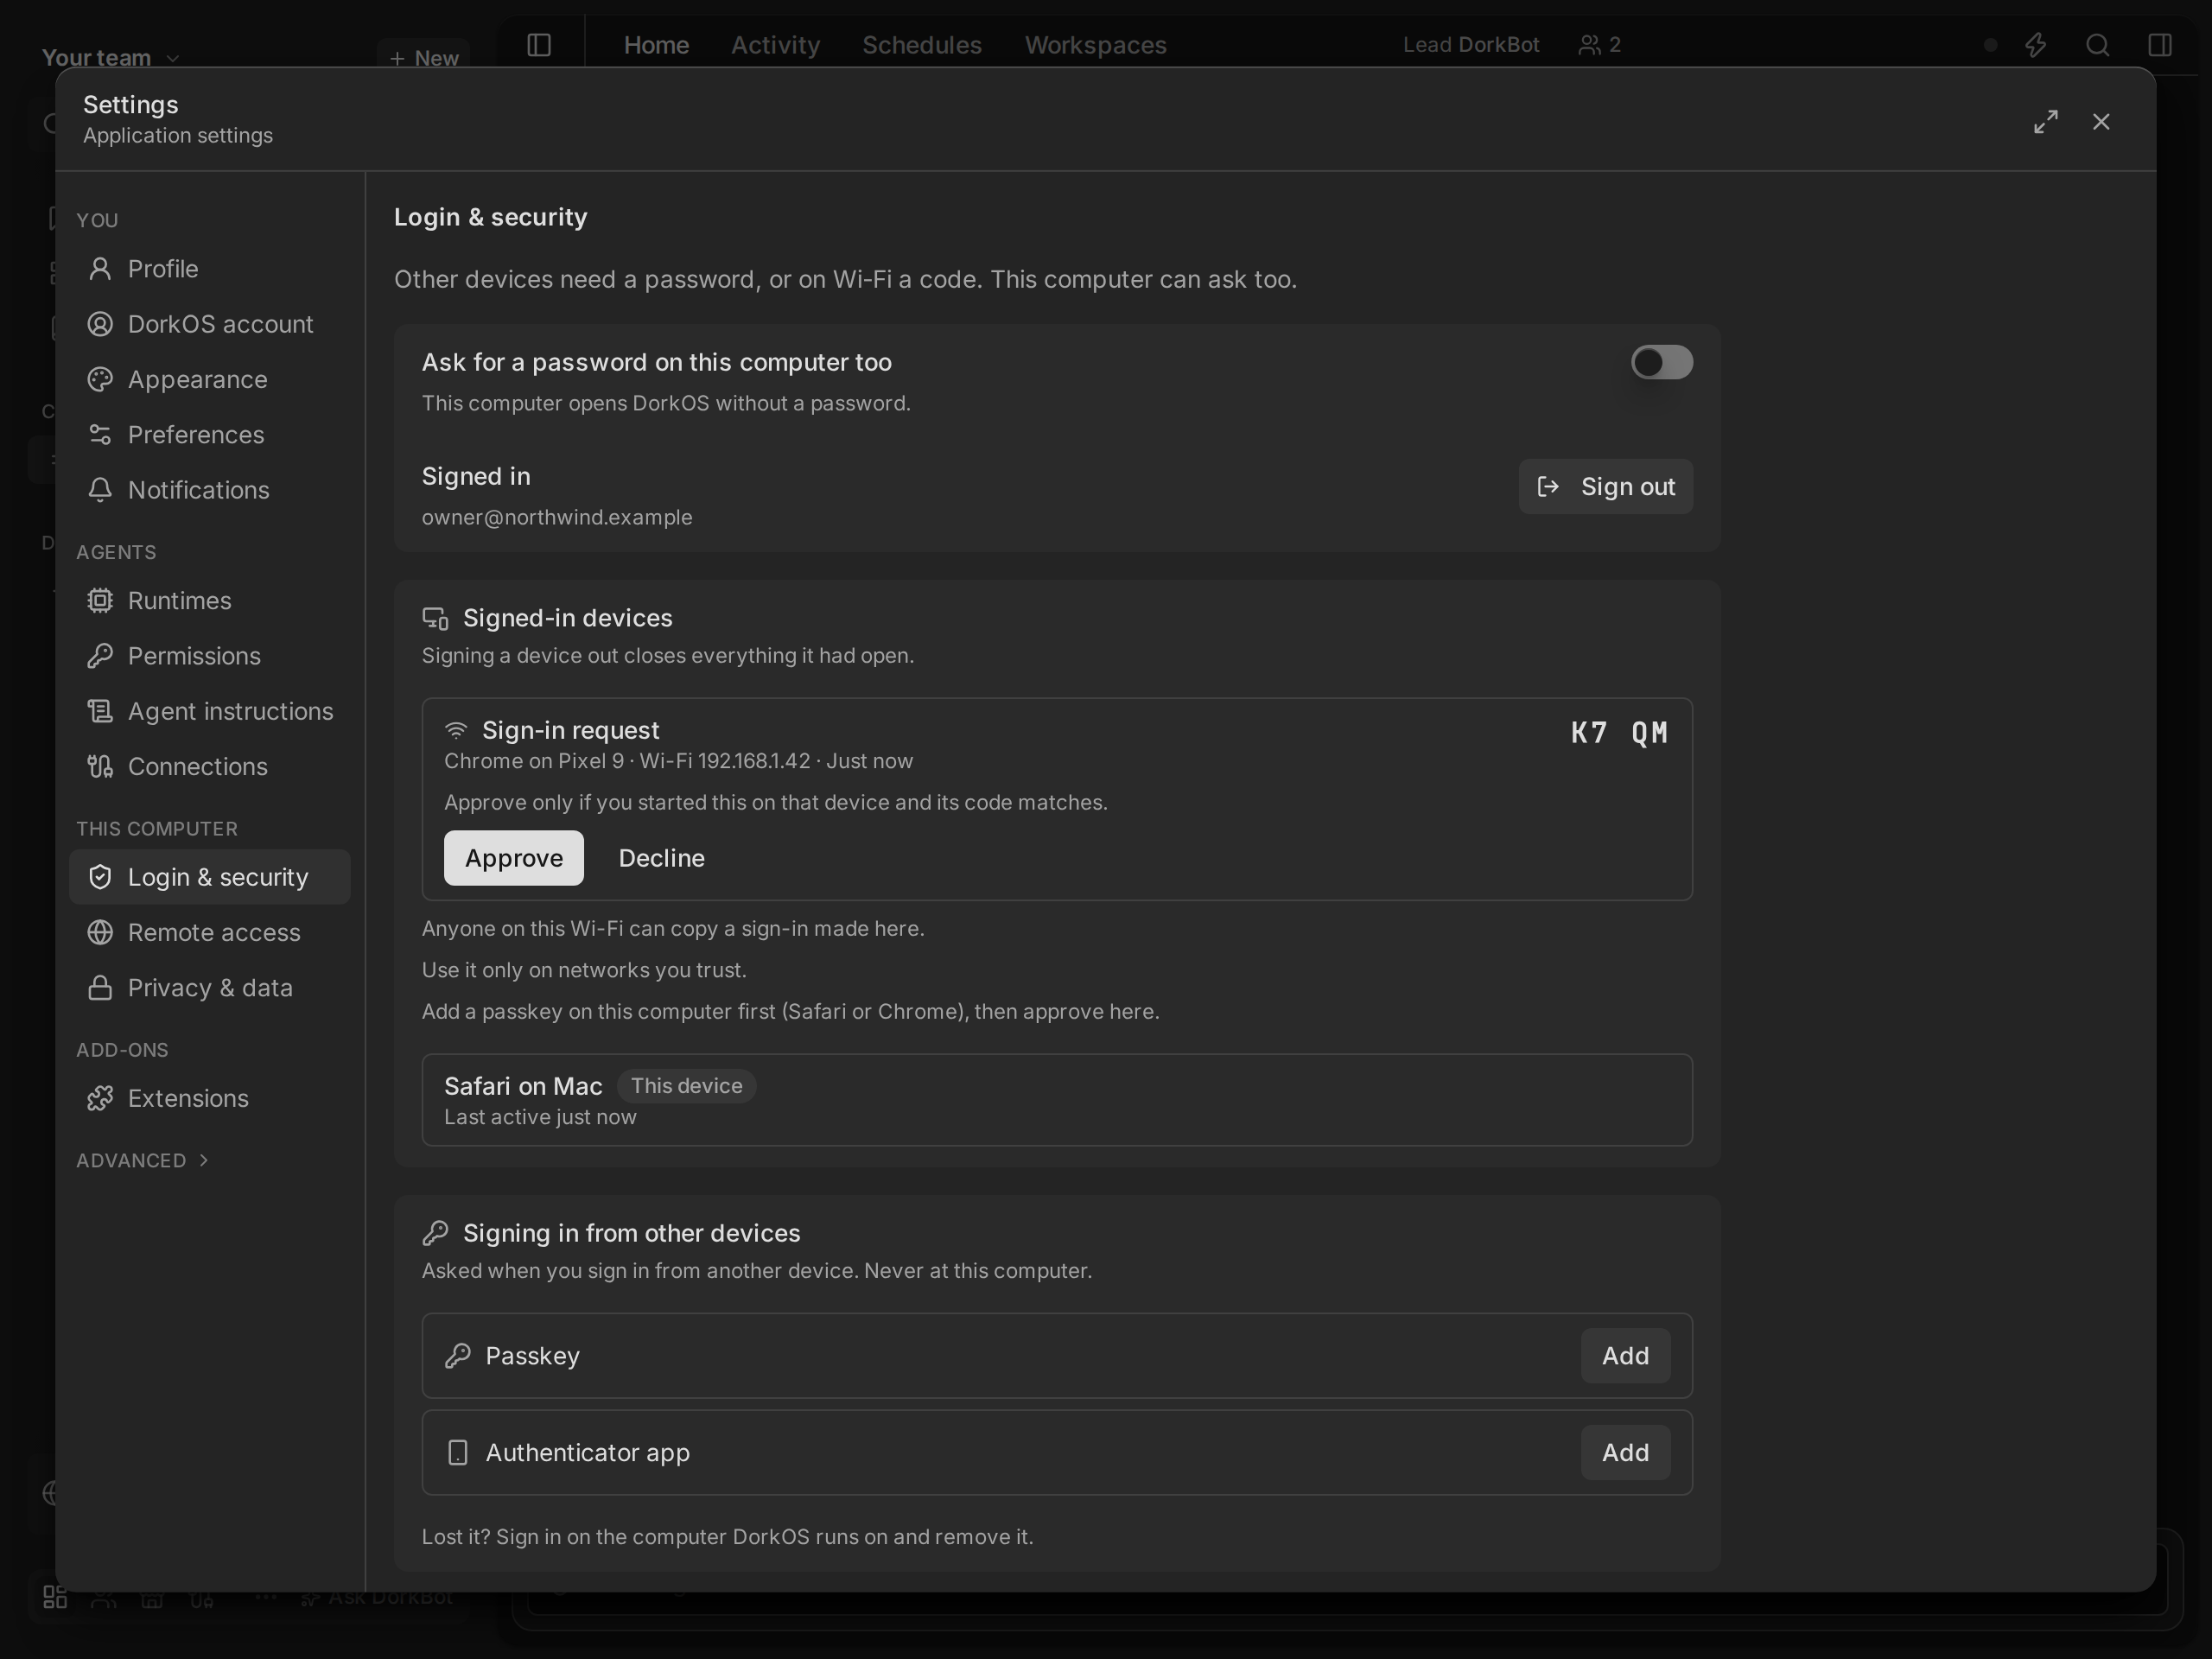 Your team
New
Home
Activity
Schedules
Workspaces
Lead DorkBot
2
Settings
Application settings
YOU
Profile
DorkOS account
Appearance
Preferences
Notifications
AGENTS
Runtimes
Permissions
Agent instructions
Connections
THIS COMPUTER
Login & security
Remote access
Privacy & data
ADD-ONS
Extensions
ADVANCED
Login & security
Other devices need a password, or on Wi-Fi a code. This computer can ask too.
Ask for a password on this computer too
This computer opens DorkOS without a password.
Signed in
owner@northwind.example
Sign out
Signed-in devices
Signing a device out closes everything it had open.
Sign-in request
K7 QM
Chrome on Pixel 9 · Wi-Fi 192.168.1.42 · Just now
Approve only if you started this on that device and its code matches.
Approve
Decline
Anyone on this Wi-Fi can copy a sign-in made here.
Use it only on networks you trust.
Add a passkey on this computer first (Safari or Chrome), then approve here.
Safari on Mac
This device
Last active just now
Signing in from other devices
Asked when you sign in from another device. Never at this computer.
Passkey
Add
Authenticator app
Add
Lost it? Sign in on the computer DorkOS runs on and remove it.
Ask DorkBot